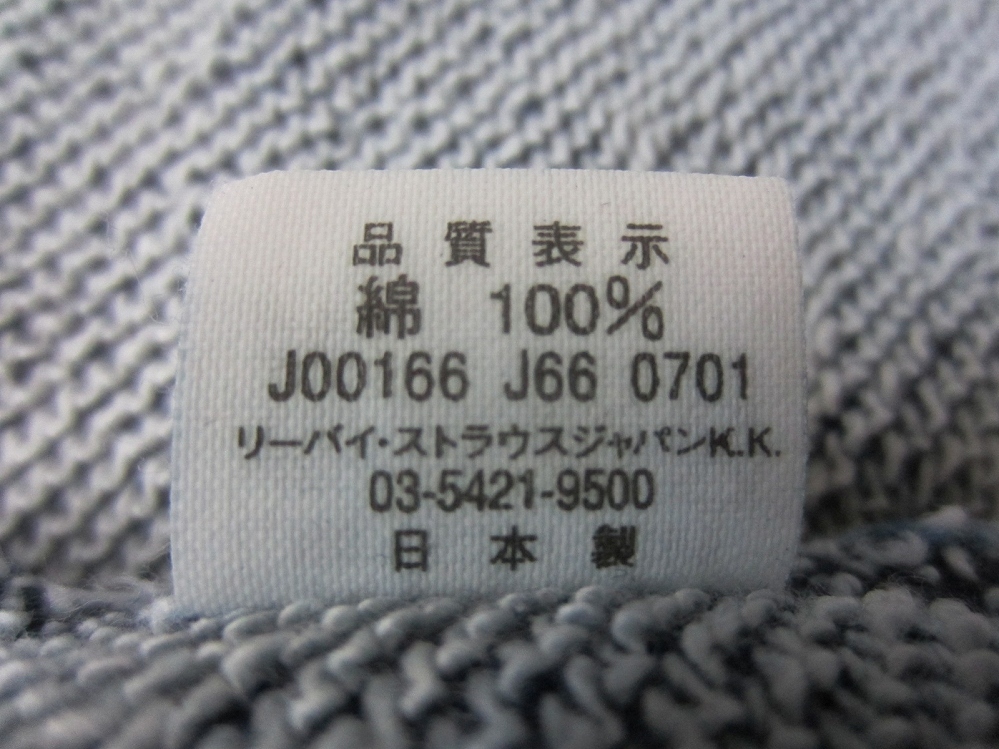 品質表示
綿 100%
J00166 J66 0701
リーバイ・ストラウスジャパンK.K.
03-5421-9500
日本製